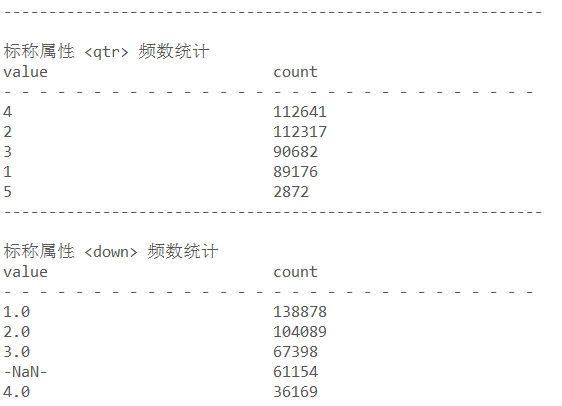 ------------------------------------------------------------
标称属性 <qtr> 频数统计
value count
- - - - - - - - - - - - - - - - - - - - - - - - - - - - - -
4 112641
2 112317
3 90682
1 89176
5 2872
------------------------------------------------------------
标称属性 <down> 频数统计
value count
- - - - - - - - - - - - - - - - - - - - - - - - - - - - - -
1.0 138878
2.0 104089
3.0 67398
-NaN- 61154
4.0 36169